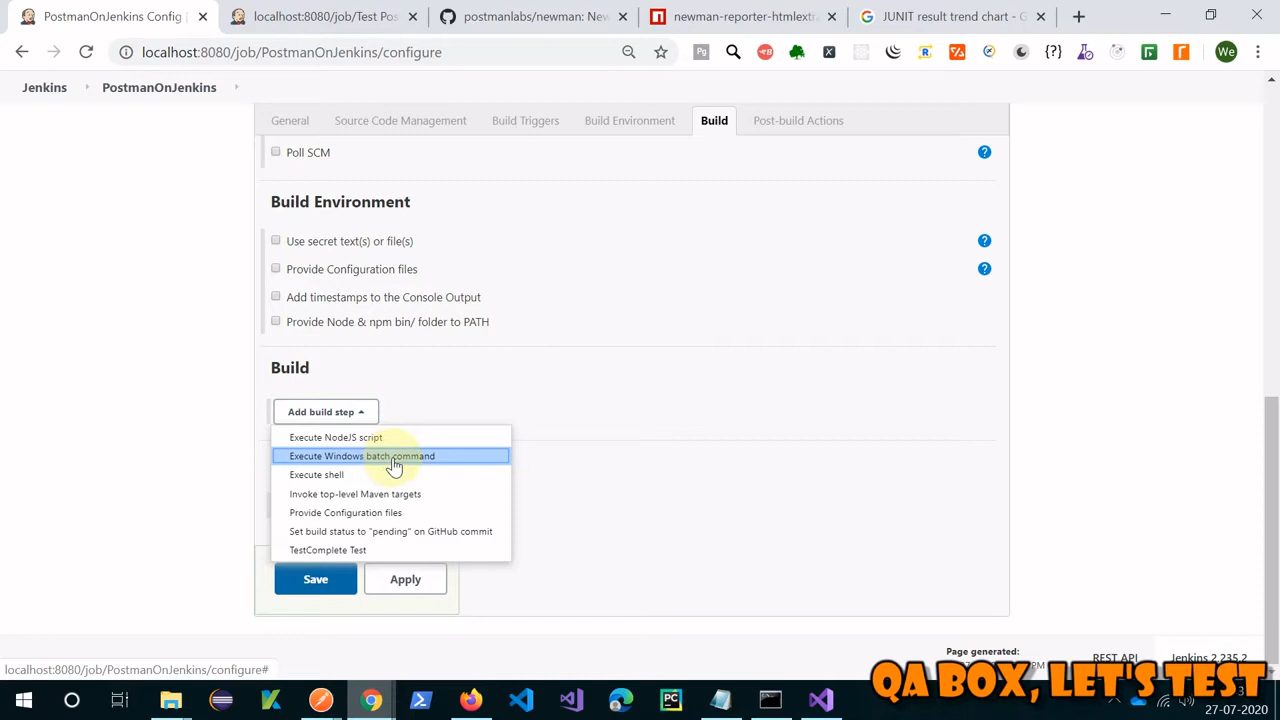 PostmanOnJenkins Config [
localhost:8080/job/Test Post
postmanlabs/newman: New
newman-reporter-htmlextra
JUNIT result trend chart - G
localhost:8080/job/PostmanOnJenkins/configure
We
Jenkins PostmanOnJenkins
General Source Code Management Build Triggers Build Environment Build Post-build Actions
Poll SCM
Build Environment
Use secret text(s) or file(s)
Provide Configuration files
Add timestamps to the Console Output
Provide Node & npm bin/ folder to PATH
Build
Add build step
Execute NodeJS script
Execute Windows batch command
Execute shell
Invoke top-level Maven targets
Provide Configuration files
Set build status to "pending" on GitHub commit
TestComplete Test
Save Apply
Page generated:
REST API Jenkins 2.235.2
localhost:8080/job/PostmanOnJenkins/configure#
QA BOX, LET'S TEST
27-07-2020